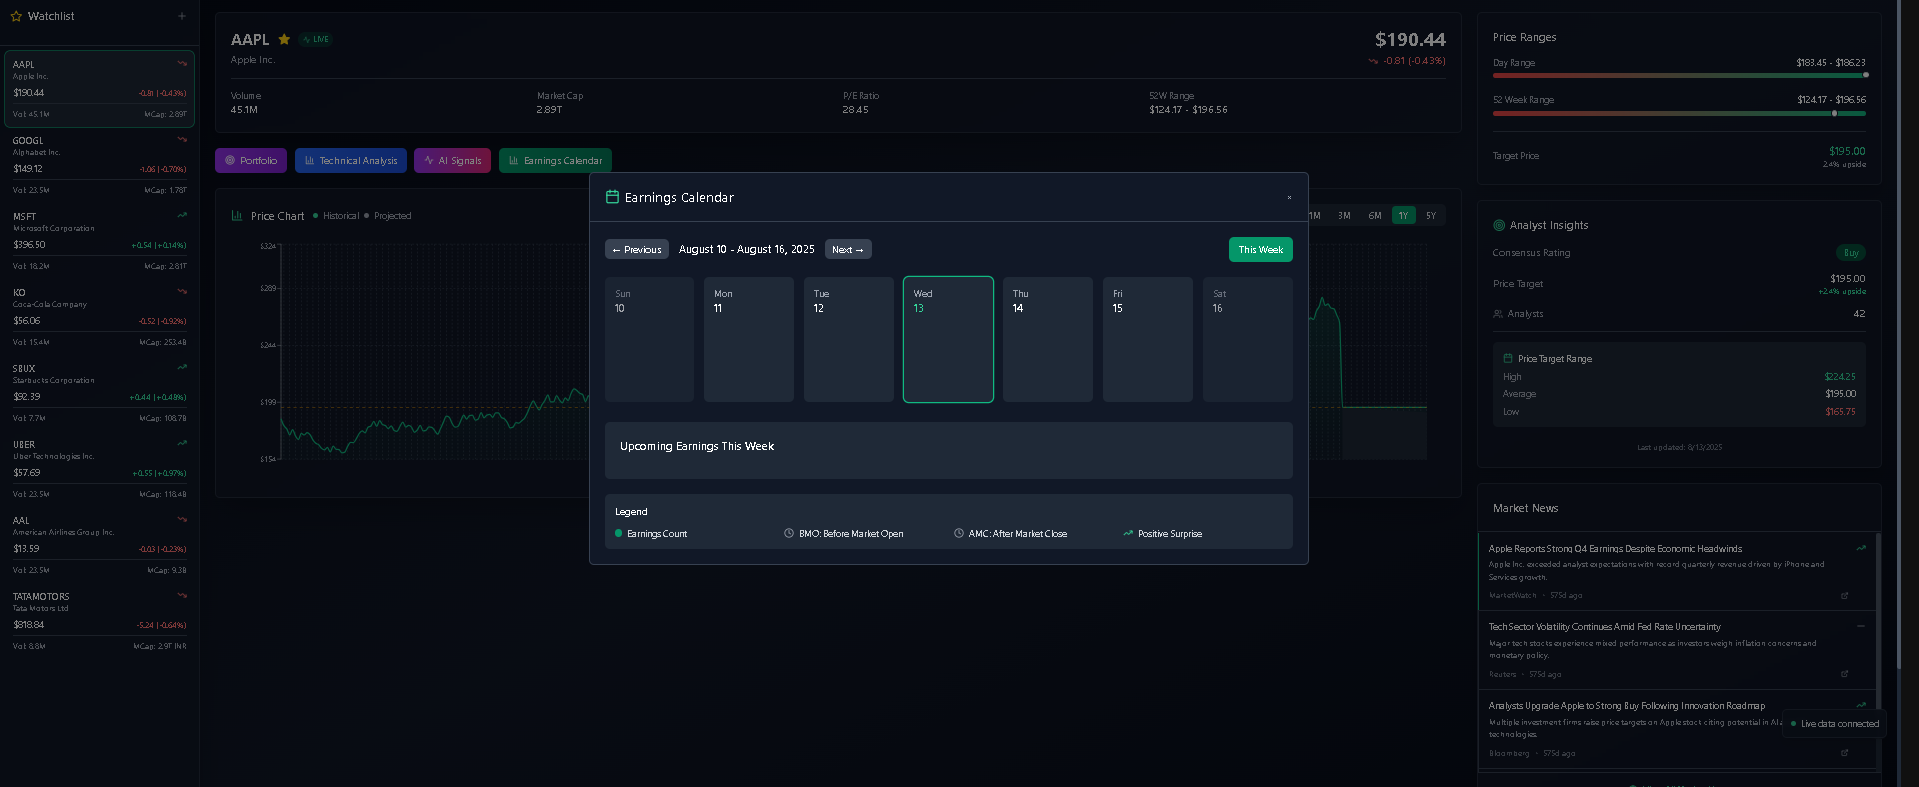 Watchlist
AAPL
Apple Inc.
$190.44 -0.81 (-0.43%)
Vol: 45.1M MCap: 2.89T
GOOGL
Alphabet Inc.
$149.12 -1.06 (-0.70%)
Vol: 23.5M MCap: 1.78T
MSFT
Microsoft Corporation
$396.50 +0.54 (+0.14%)
Vol: 18.2M MCap: 2.81T
KO
Coca-Cola Company
$56.06 -0.52 (-0.92%)
Vol: 15.4M MCap: 253.4B
SBUX
Starbucks Corporation
$92.39 +0.44 (+0.48%)
Vol: 7.7M MCap: 108.7B
UBER
Uber Technologies Inc.
$57.69 +0.55 (+0.97%)
Vol: 23.5M MCap: 118.4B
AAL
American Airlines Group Inc.
$13.59 -0.03 (-0.23%)
Vol: 23.5M MCap: 9.3B
TATAMOTORS
Tata Motors Ltd
$818.84 -5.24 (-0.64%)
Vol: 8.8M MCap: 2.9T INR
AAPL LIVE $190.44
Apple Inc. -0.81 (-0.43%)
Volume Market Cap P/E Ratio 52W Range
45.1M 2.89T 28.45 $124.17 - $196.56
Portfolio Technical Analysis AI Signals Earnings Calendar
Price Chart Historical Projected
1M 3M 6M 1Y 5Y
$324
$289
$244
$199
$154
Earnings Calendar ×
← Previous August 10 - August 16, 2025 Next → This Week
Sun Mon Tue Wed Thu Fri Sat
10 11 12 13 14 15 16
Upcoming Earnings This Week
Legend
Earnings Count BMO: Before Market Open AMC: After Market Close Positive Surprise
Price Ranges
Day Range $183.45 - $186.23
52 Week Range $124.17 - $196.56
Target Price $195.00
2.4% upside
Analyst Insights
Consensus Rating Buy
Price Target $195.00
+2.4% upside
Analysts 42
Price Target Range
High $224.25
Average $195.00
Low $165.75
Last updated: 8/13/2025
Market News
Apple Reports Strong Q4 Earnings Despite Economic Headwinds
Apple Inc. exceeded analyst expectations with record quarterly revenue driven by iPhone and
Services growth.
MarketWatch • 575d ago
Tech Sector Volatility Continues Amid Fed Rate Uncertainty
Major tech stocks experience mixed performance as investors weigh inflation concerns and
monetary policy.
Reuters • 575d ago
Analysts Upgrade Apple to Strong Buy Following Innovation Roadmap
Multiple investment firms raise price targets on Apple stock citing potential in AI
technologies.
Bloomberg • 575d ago
Live data connected